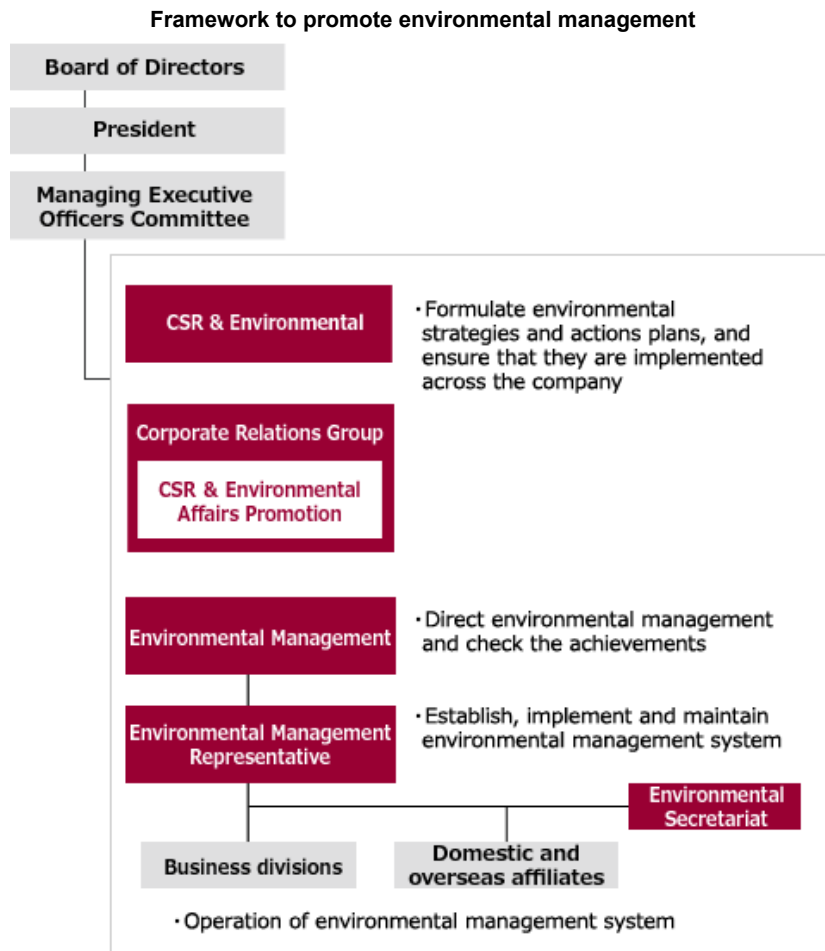 Framework to promote environmental management
Board of Directors
President
Managing Executive
Officers Committee
CSR & Environmental
・Formulate environmental
strategies and actions plans, and
ensure that they are implemented
across the company
Corporate Relations Group
CSR & Environmental
Affairs Promotion
Environmental Management
・Direct environmental management
and check the achievements
Environmental Management
Representative
・Establish, implement and maintain
environmental management system
Environmental
Secretariat
Business divisions
Domestic and
overseas affiliates
・Operation of environmental management system